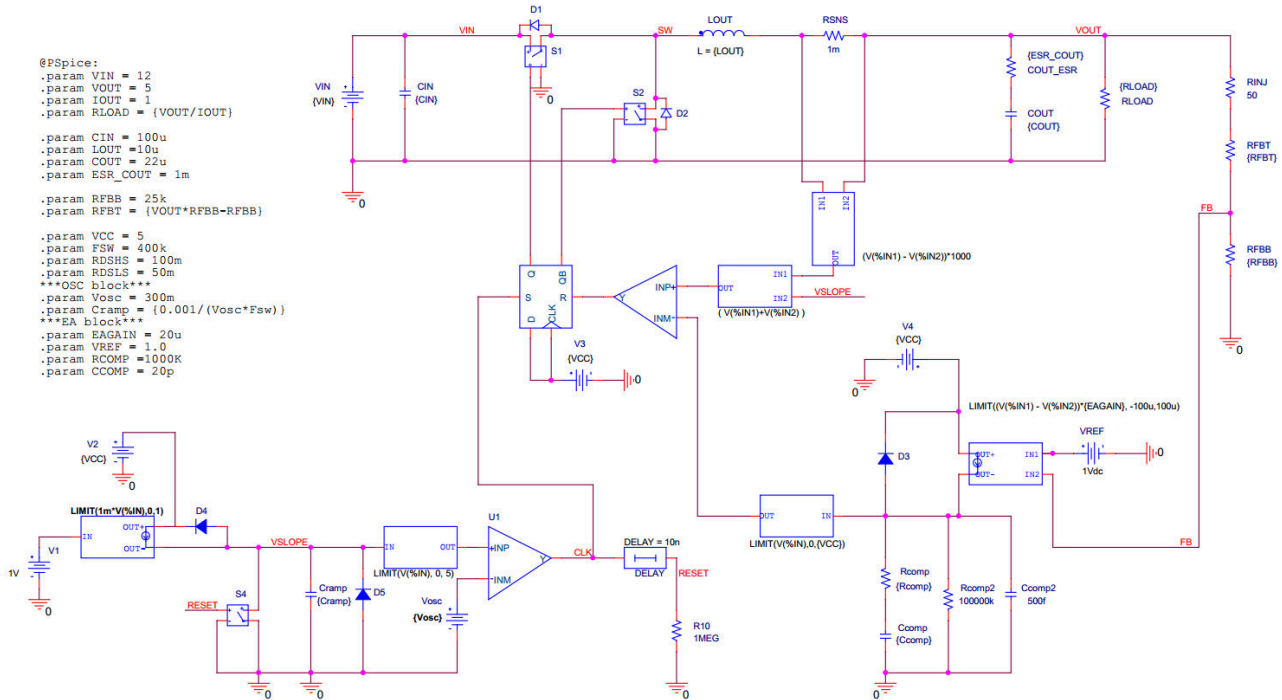 @PSpice:
.param VIN = 12
.param VOUT = 5
.param IOUT = 1
.param RLOAD = {VOUT/IOUT}
.param CIN = 100u
.param LOUT =10u
.param COUT = 22u
.param ESR_COUT = 1m
.param RFBB = 25k
.param RFBT = {VOUT*RFBB-RFBB}
.param VCC = 5
.param FSW = 400k
.param RDSHS = 100m
.param RDSLS = 50m
***OSC block***
.param Vosc = 300m
.param Cramp = {0.001/(Vosc*Fsw)}
***EA block***
.param EAGAIN = 20u
.param VREF = 1.0
.param RCOMP =1000K
.param CCOMP = 20p
VIN
D1
S1
0
SW
LOUT
L = {LOUT}
RSNS
1m
VOUT
VIN
{VIN}
CIN
{CIN}
S2
D2
{ESR_COUT}
COUT_ESR
COUT
{COUT}
{RLOAD}
RLOAD
RINJ
50
RFBT
{RFBT}
FB
RFBB
{RFBB}
0
0
IN1
IN2
OUT
(V(%IN1) - V(%IN2))*1000
Q
QB
S
R
D
CLK
Y
INP+
INM-
OUT
IN1
IN2
VSLOPE
( V(%IN1)+V(%IN2) )
V3
{VCC}
0
V4
{VCC}
0
LIMIT((V(%IN1) - V(%IN2))*{EAGAIN}, -100u,100u)
D3
OUT+
OUT-
IN1
IN2
VREF
1Vdc
0
FB
V2
{VCC}
0
LIMIT(1m*V(%IN),0,1)
IN
OUT+
OUT-
D4
V1
1V
0
VSLOPE
RESET
S4
Cramp
{Cramp}
D5
IN
OUT
LIMIT(V(%IN), 0, 5)
U1
+INP
-INM
Y
Vosc
{Vosc}
CLK
DELAY = 10n
DELAY
RESET
R10
1MEG
0
0
0
OUT
IN
LIMIT(V(%IN),0,{VCC})
Rcomp
{Rcomp}
Ccomp
{Ccomp}
Rcomp2
100000k
Ccomp2
500f
0